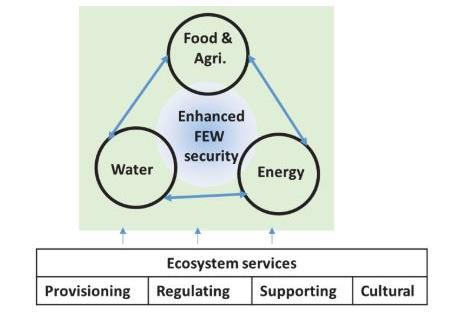 Food &
Agri.
Enhanced
FEW
security
Water
Energy
Ecosystem services
Provisioning
Regulating
Supporting
Cultural